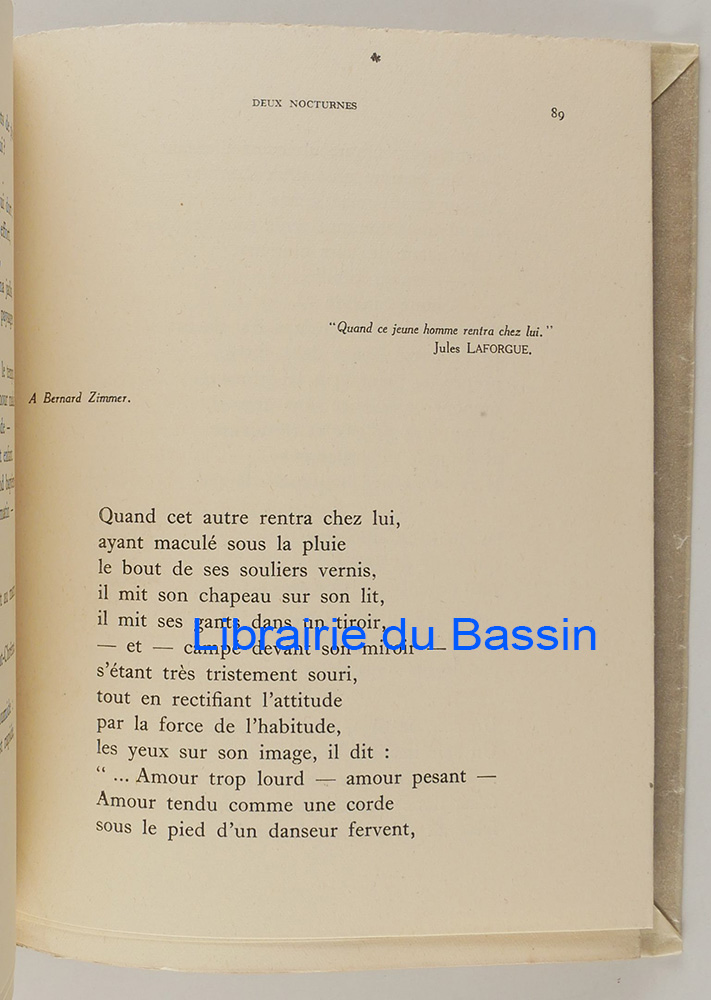 DEUX NOCTURNES
89
"Quand ce jeune homme rentra chez lui."
Jules LAFORGUE.
A Bernard Zimmer.
Quand cet autre rentra chez lui,
ayant maculé sous la pluie
le bout de ses souliers vernis,
il mit son chapeau sur son lit,
il mit ses gants dans un tiroir,
— et — campé devant son miroir —
Librairie du Bassin
s'étant très tristement souri,
tout en rectifiant l'attitude
par la force de l'habitude,
les yeux sur son image, il dit :
“ ... Amour trop lourd — amour pesant —
Amour tendu comme une corde
sous le pied d'un danseur fervent,